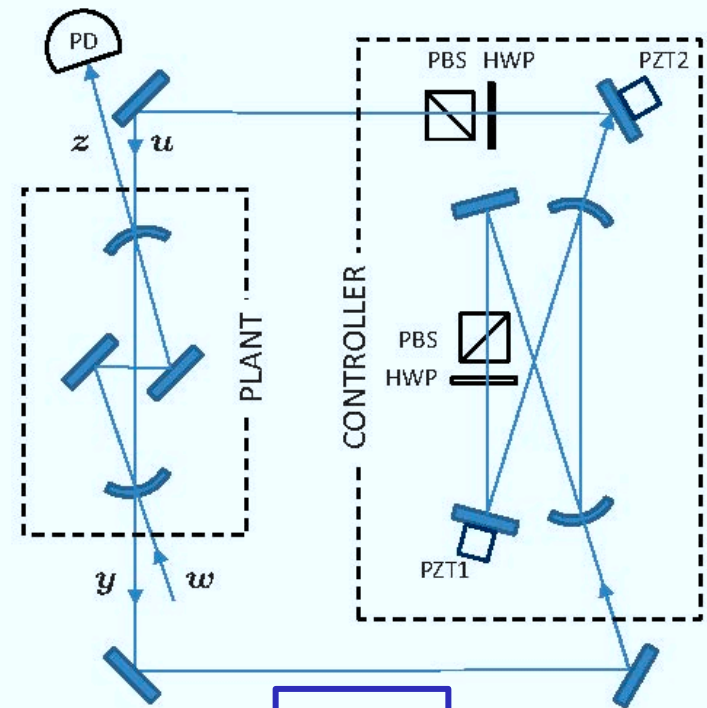 PD
PBS HWP
PZT2
z
u
PLANT
CONTROLLER
PBS
HWP
PZT1
y
w